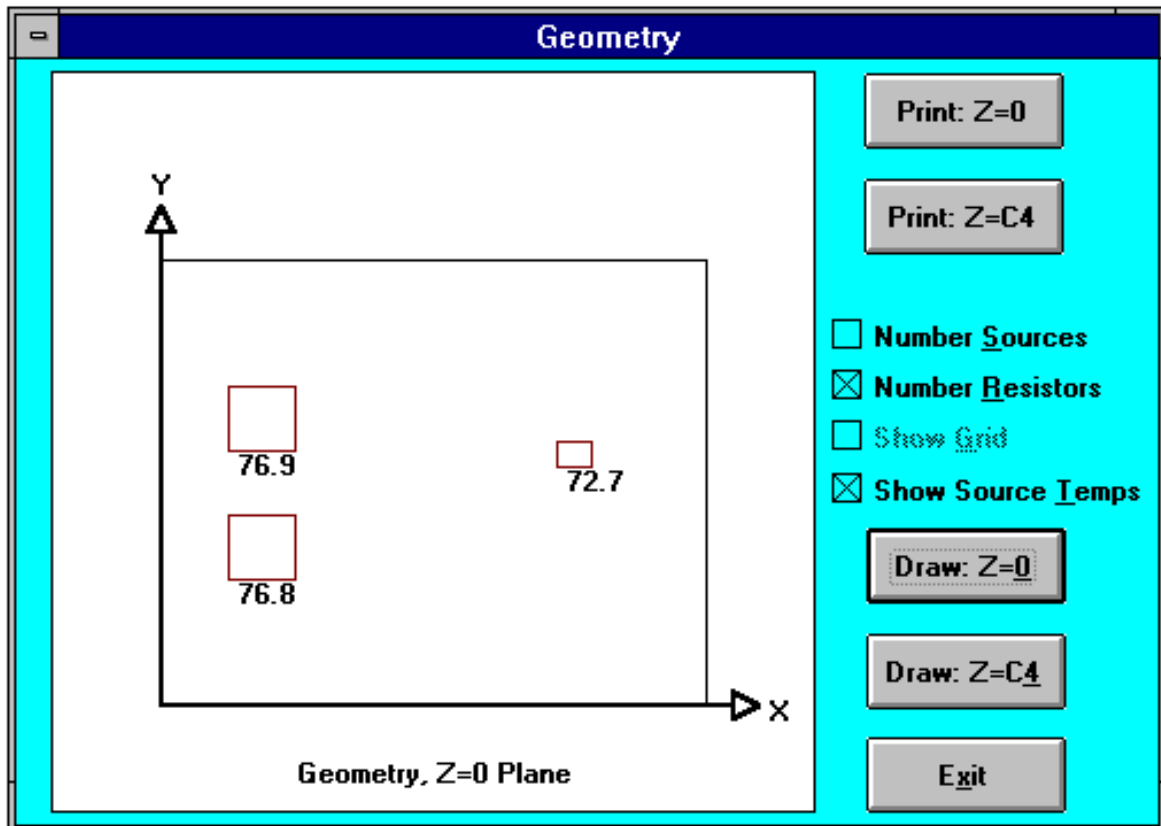 Geometry
Y
76.9
72.7
76.8
X
Geometry, Z=0 Plane
Print: Z=0
Print: Z=C4
Number Sources
Number Resistors
Show Grid
Show Source Temps
Draw: Z=0
Draw: Z=C4
Exit